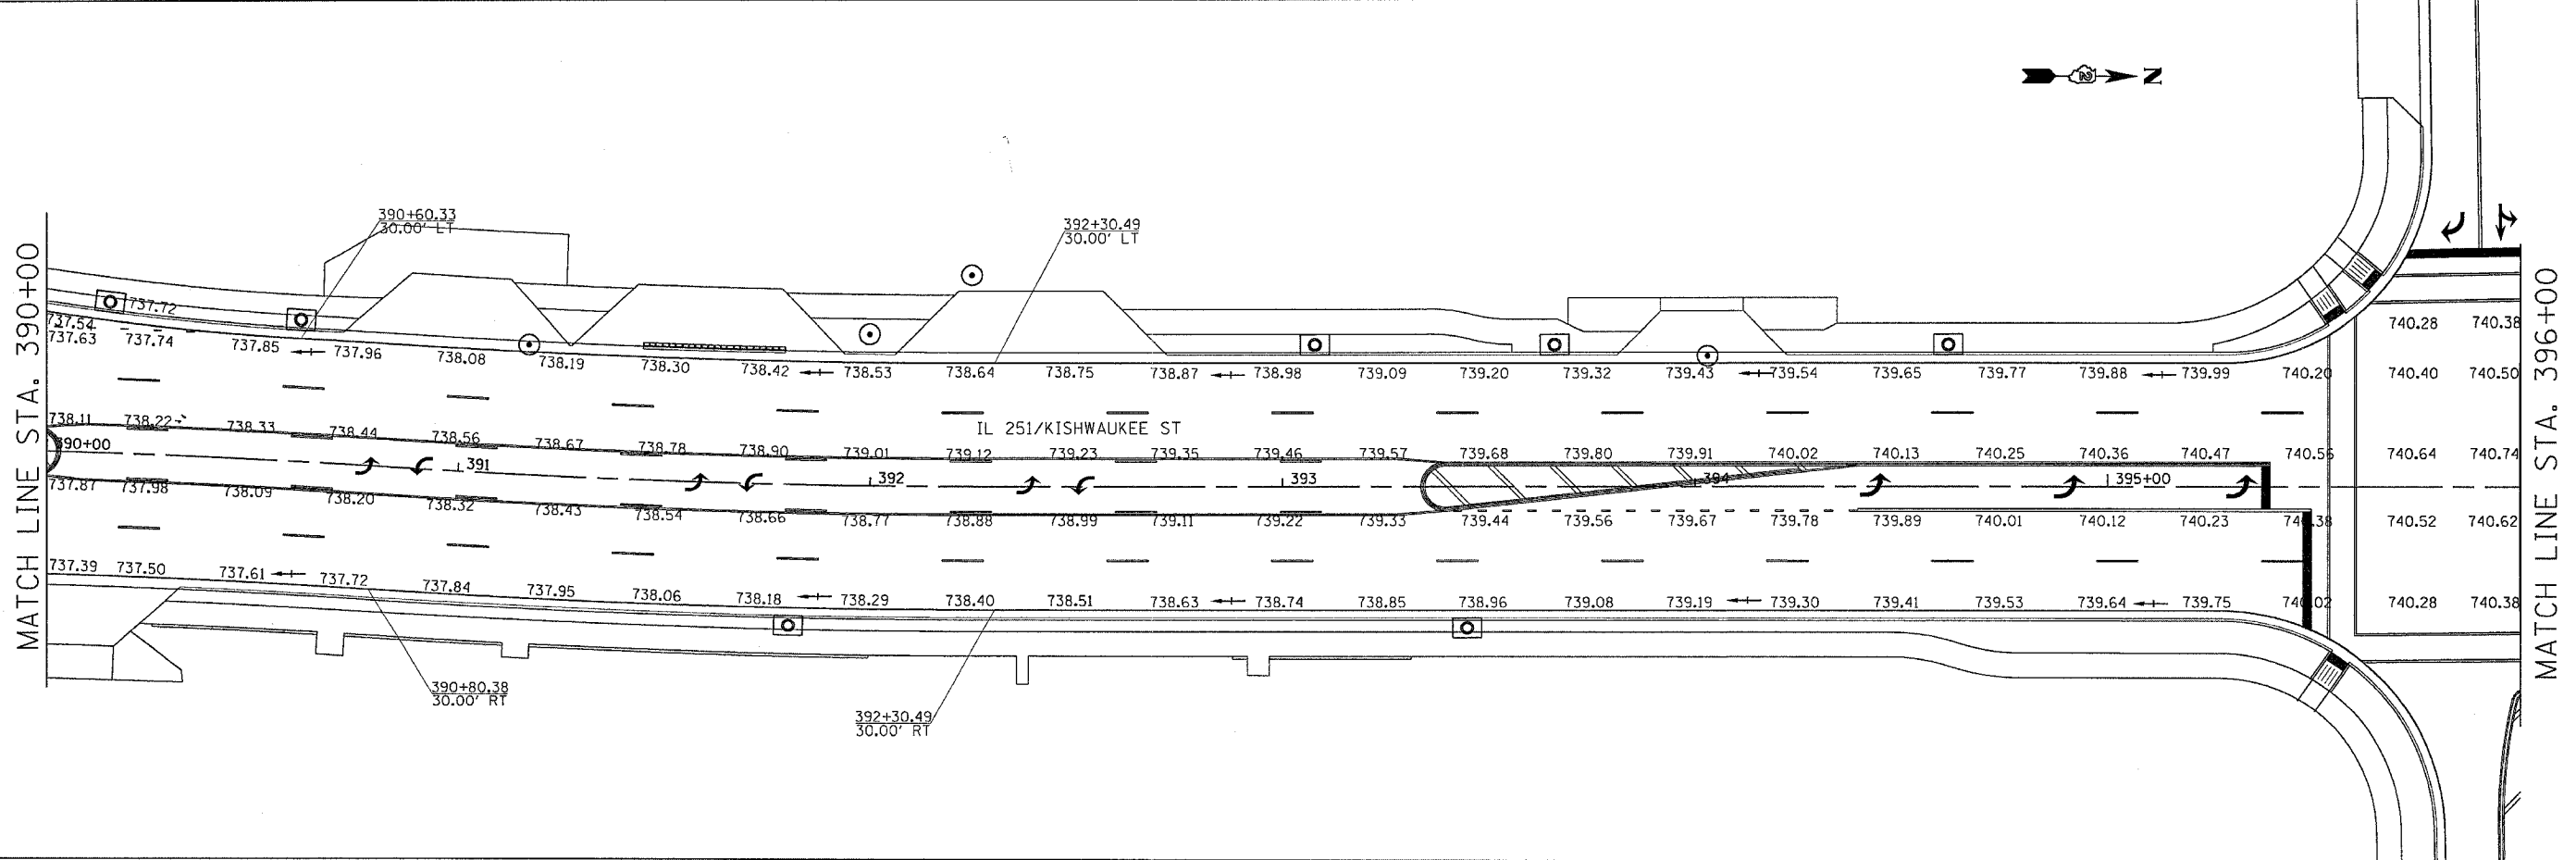 N
390+60.33
30.00' LT
392+30.49
30.00' LT
MATCH LINE STA. 390+00
MATCH LINE STA. 396+00
737.72
737.54
737.63 737.74 737.85 737.96 738.08 738.19 738.30 738.42 738.53 738.64 738.75 738.87 738.98 739.09 739.20 739.32 739.43 739.54 739.65 739.77 739.88 739.99 740.20
740.28 740.38
740.40 740.50
IL 251/KISHWAUKEE ST
738.11 738.22 738.33 738.44 738.56 738.67 738.78 738.90 739.01 739.12 739.23 739.35 739.46 739.57 739.68 739.80 739.91 740.02 740.13 740.25 740.36 740.47 740.56 740.64 740.74
390+00 391 392 393 394 395+00
737.87 737.98 738.09 738.20 738.32 738.43 738.54 738.66 738.77 738.88 738.99 739.11 739.22 739.33 739.44 739.56 739.67 739.78 739.89 740.01 740.12 740.23 740.38 740.52 740.62
737.39 737.50 737.61 737.72 737.84 737.95 738.06 738.18 738.29 738.40 738.51 738.63 738.74 738.85 738.96 739.08 739.19 739.30 739.41 739.53 739.64 739.75 740.02 740.28 740.38
390+80.38
30.00' RT
392+30.49
30.00' RT